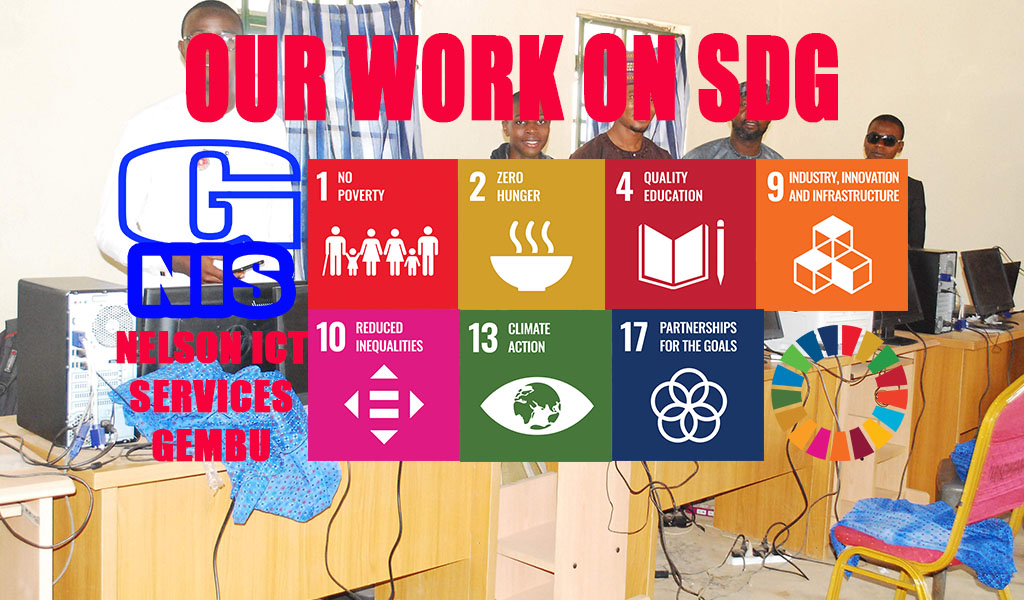 OUR WORK ON SDG
G
NIS
NELSON ICT
SERVICES
GEMBU
1 NO
POVERTY
2 ZERO
HUNGER
4 QUALITY
EDUCATION
9 INDUSTRY, INNOVATION
AND INFRASTRUCTURE
10 REDUCED
INEQUALITIES
13 CLIMATE
ACTION
17 PARTNERSHIPS
FOR THE GOALS